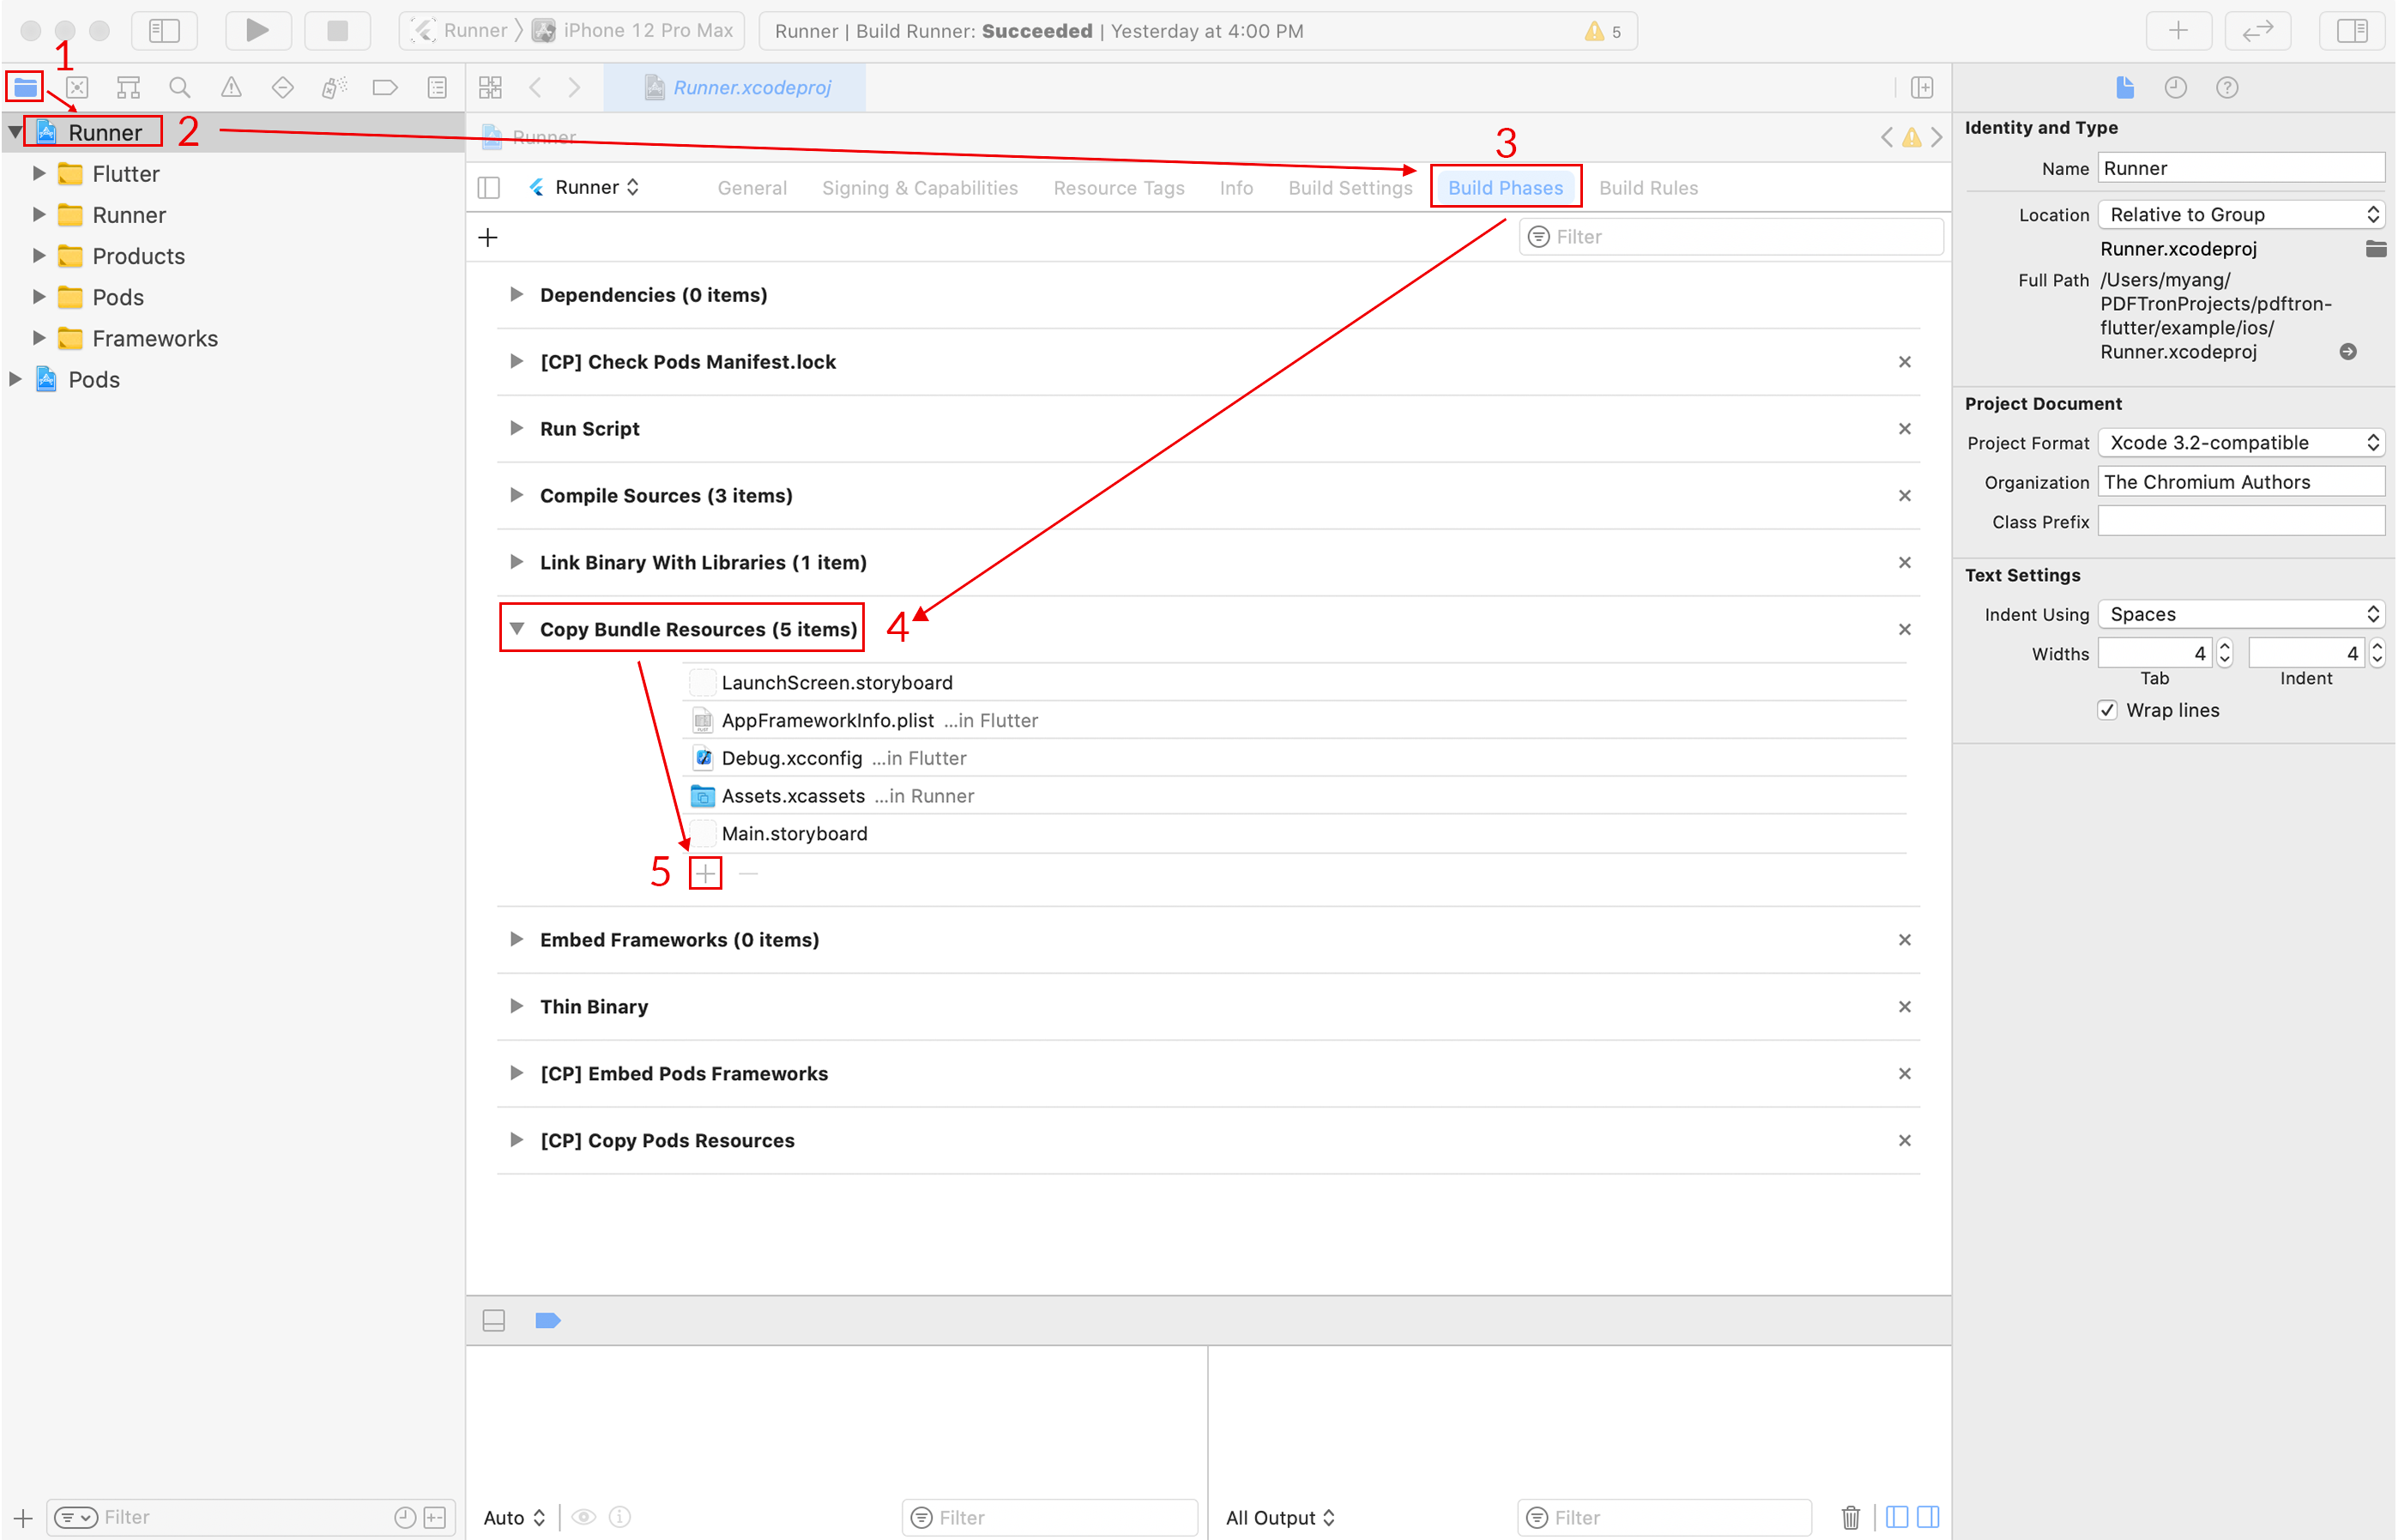 Runner 〉 iPhone 12 Pro Max
Runner | Build Runner: Succeeded | Yesterday at 4:00 PM
5
1
Runner.xcodeproj
Runner
2
Flutter
Runner
Products
Pods
Frameworks
Pods
Filter
Runner
3
Runner
General
Signing & Capabilities
Resource Tags
Info
Build Settings
Build Phases
Build Rules
Filter
Dependencies (0 items)
[CP] Check Pods Manifest.lock
Run Script
Compile Sources (3 items)
Link Binary With Libraries (1 item)
Copy Bundle Resources (5 items)
4
LaunchScreen.storyboard
AppFrameworkInfo.plist ...in Flutter
Debug.xcconfig ...in Flutter
Assets.xcassets ...in Runner
Main.storyboard
5
Embed Frameworks (0 items)
Thin Binary
[CP] Embed Pods Frameworks
[CP] Copy Pods Resources
Auto
Filter
All Output
Filter
Identity and Type
Name Runner
Location Relative to Group
Runner.xcodeproj
Full Path /Users/myang/
PDFTronProjects/pdftron-
flutter/example/ios/
Runner.xcodeproj
Project Document
Project Format Xcode 3.2-compatible
Organization The Chromium Authors
Class Prefix
Text Settings
Indent Using Spaces
Widths 4 4
Tab Indent
Wrap lines